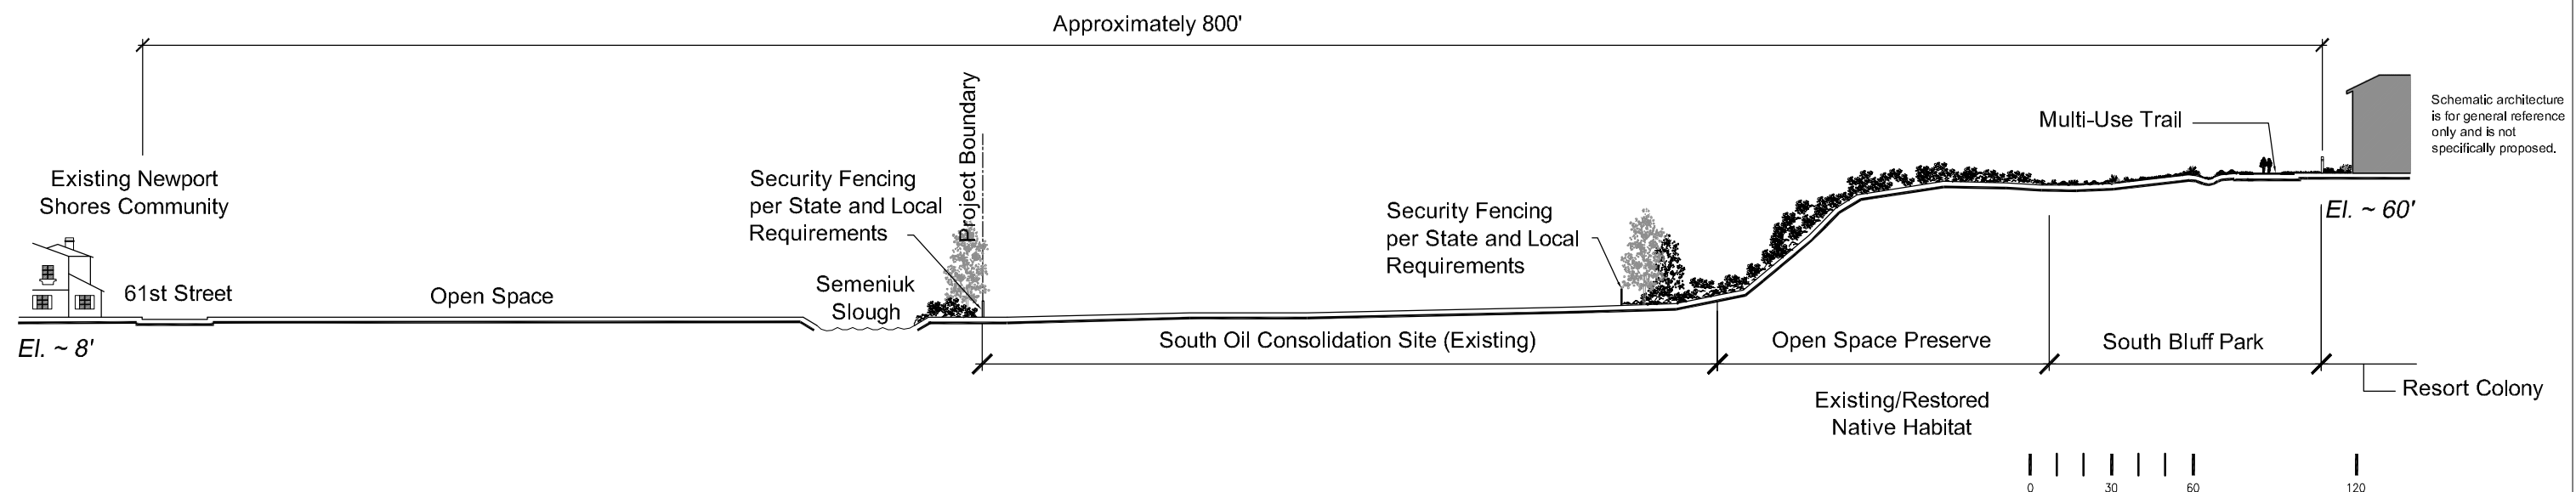 Approximately 800'
Project Boundary
Existing Newport
Shores Community
61st Street
El. ~ 8'
Open Space
Semeniuk
Slough
Security Fencing
per State and Local
Requirements
Security Fencing
per State and Local
Requirements
Multi-Use Trail
Schematic architecture
is for general reference
only and is not
specifically proposed.
El. ~ 60'
South Oil Consolidation Site (Existing)
Open Space Preserve
South Bluff Park
Resort Colony
Existing/Restored
Native Habitat
0 30 60 120